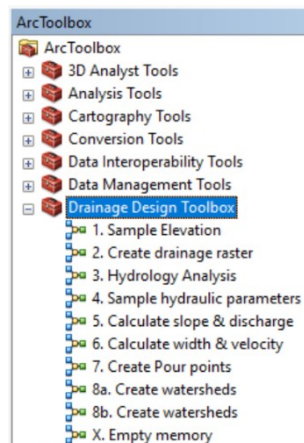 ArcToolbox
ArcToolbox
3D Analyst Tools
Analysis Tools
Cartography Tools
Conversion Tools
Data Interoperability Tools
Data Management Tools
Drainage Design Toolbox
1. Sample Elevation
2. Create drainage raster
3. Hydrology Analysis
4. Sample hydraulic parameters
5. Calculate slope & discharge
6. Calculate width & velocity
7. Create Pour points
8a. Create watersheds
8b. Create watersheds
X. Empty memory